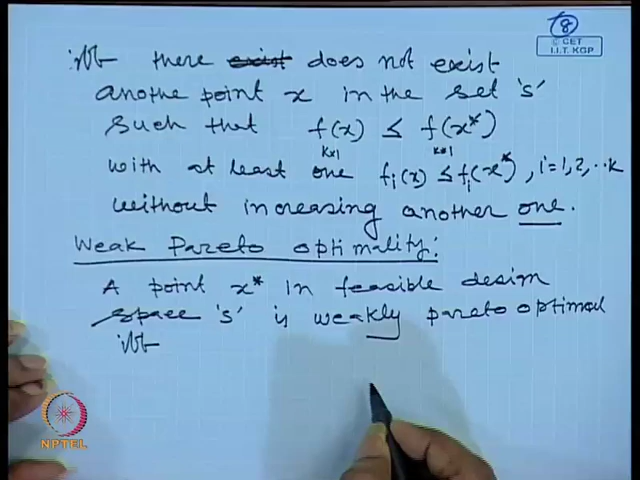 8
© CET
I.I.T. KGP
iff there does not exist
anothe point x in the set 's'
such that f(x) ≤ f(x*)
k×1 k×1
with at least one fi(x) ≤ fi(x*), i=1,2,..k
without increasing another one.
Weak Pareto optimality:
A point x* in feasible design
space 's' is weakly pareto optimal
iff
NPTEL